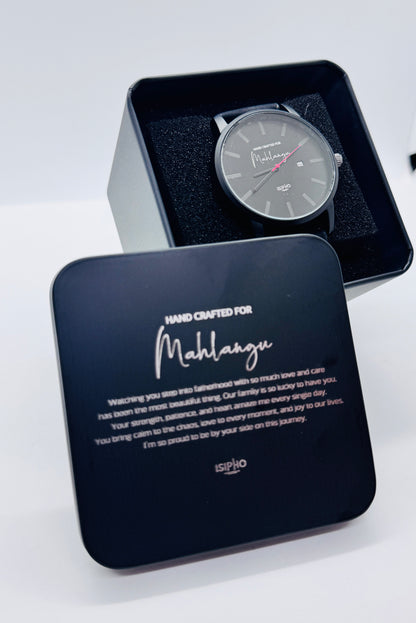 HAND CRAFTED FOR
Mahlangu
ISIPHO
HAND CRAFTED FOR
Mahlangu
Watching you step into fatherhood with so much love and care
has been the most beautiful thing. Our family is so lucky to have you.
Your strength, patience, and heart amaze me every single day.
You bring calm to the chaos, love to every moment, and joy to our lives.
I'm so proud to be by your side on this journey.
ISIPHO